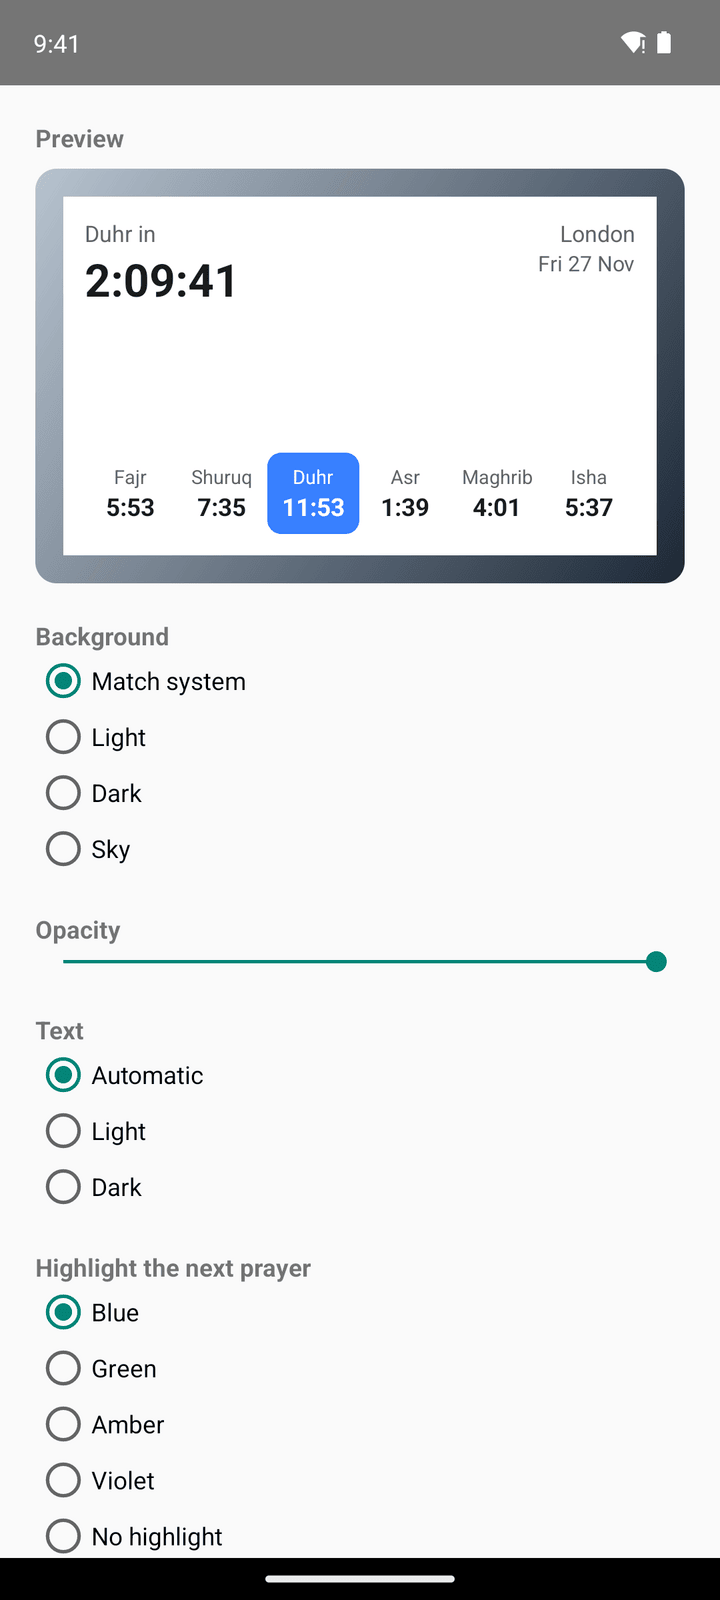 9:41
Preview
Duhr in
London
2:09:41
Fri 27 Nov
Fajr Shuruq Duhr Asr Maghrib Isha
5:53 7:35 11:53 1:39 4:01 5:37
Background
Match system
Light
Dark
Sky
Opacity
Text
Automatic
Light
Dark
Highlight the next prayer
Blue
Green
Amber
Violet
No highlight